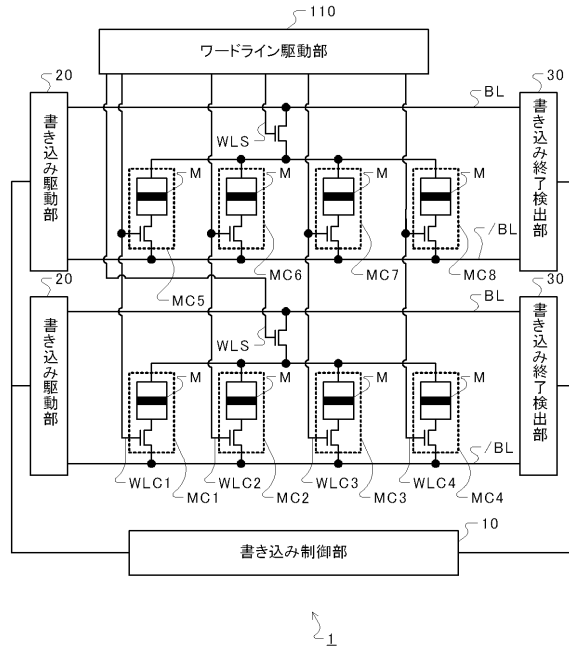 110
ワードライン駆動部
20
30
BL
書き込み駆動部
WLS
書き込み終了検出部
M
M
M
M
/BL
MC5
MC6
MC7
MC8
20
30
BL
書き込み駆動部
WLS
書き込み終了検出部
M
M
M
M
/BL
WLC1
MC1
WLC2
MC2
WLC3
MC3
WLC4
MC4
10
書き込み制御部
1